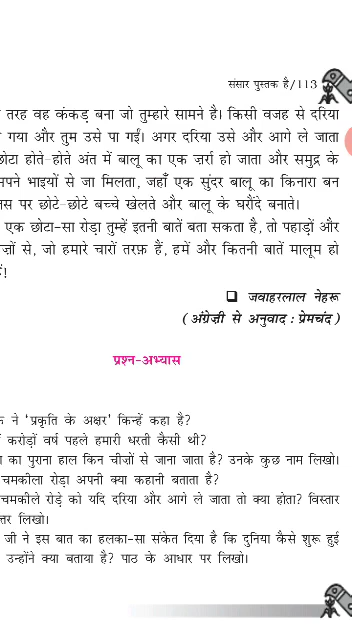 संसार पुस्तक है/113
तरह वह कंकड़ बना जो तुम्हारे सामने है। किसी वजह से दरिया
गया और तुम उसे पा गईं। अगर दरिया उसे और आगे ले जाता
छोटा होते-होते अंत में बालू का एक ज़र्रा हो जाता और समुद्र के
पने भाइयों से जा मिलता, जहाँ एक सुंदर बालू का किनारा बन
स पर छोटे-छोटे बच्चे खेलते और बालू के घरौंदे बनाते।
एक छोटा-सा रोड़ा तुम्हें इतनी बातें बता सकता है, तो पहाड़ों और
ज़ों से, जो हमारे चारों तरफ़ हैं, हमें और कितनी बातें मालूम हो
!
❑ जवाहरलाल नेहरू
(अंग्रेज़ी से अनुवाद : प्रेमचंद)
प्रश्न-अभ्यास
ने ‘प्रकृति के अक्षर’ किन्हें कहा है?
करोड़ों वर्ष पहले हमारी धरती कैसी थी?
का पुराना हाल किन चीजों से जाना जाता है? उनके कुछ नाम लिखो।
चमकीला रोड़ा अपनी क्या कहानी बताता है?
चमकीले रोड़े को यदि दरिया और आगे ले जाता तो क्या होता? विस्तार
त्तर लिखो।
जी ने इस बात का हलका-सा संकेत दिया है कि दुनिया कैसे शुरू हुई
उन्होंने क्या बताया है? पाठ के आधार पर लिखो।